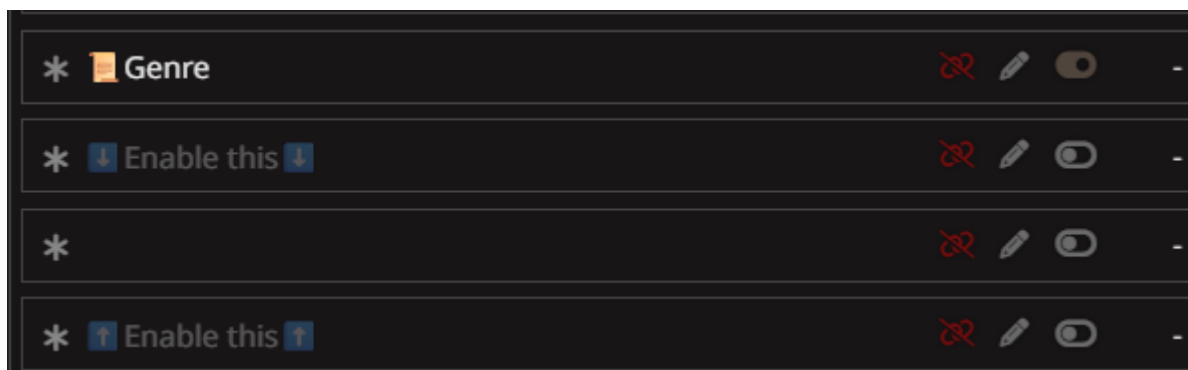 📜 Genre
⬇️ Enable this ⬇️
⬆️ Enable this ⬆️